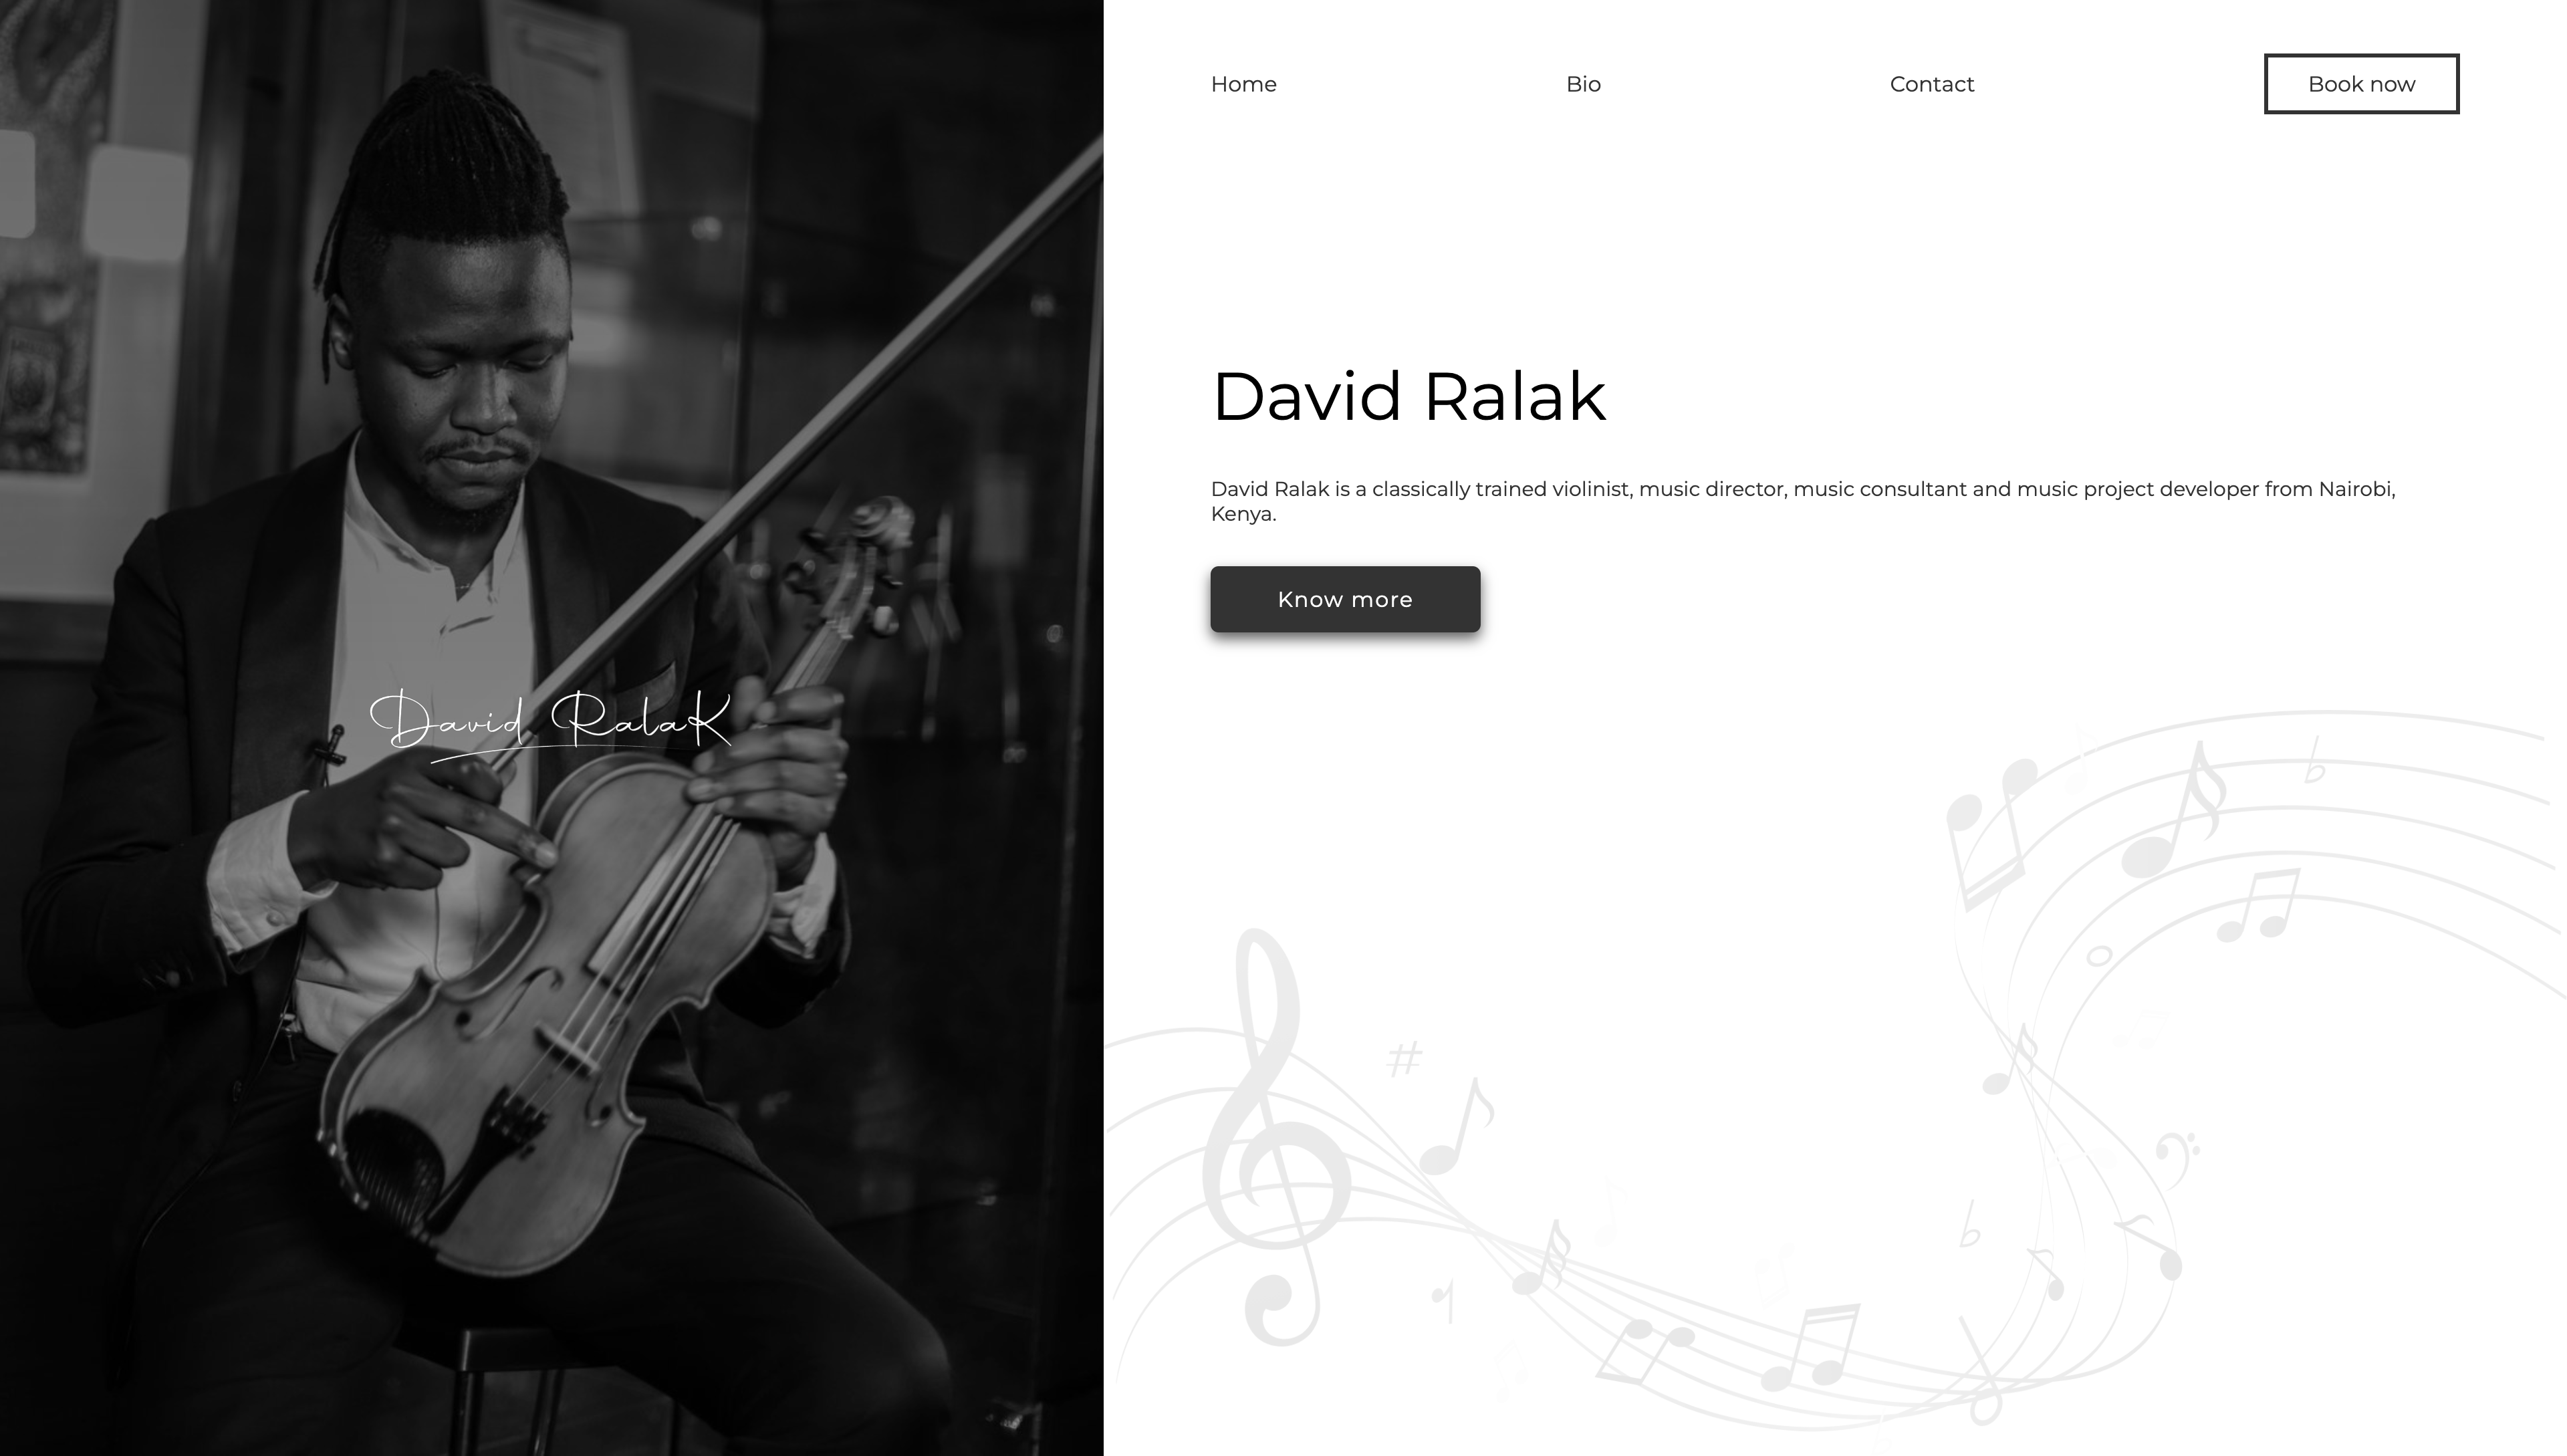 Home
Bio
Contact
Book now
David Ralak
David Ralak is a classically trained violinist, music director, music consultant and music project developer from Nairobi,
Kenya.
Know more
David RalaK